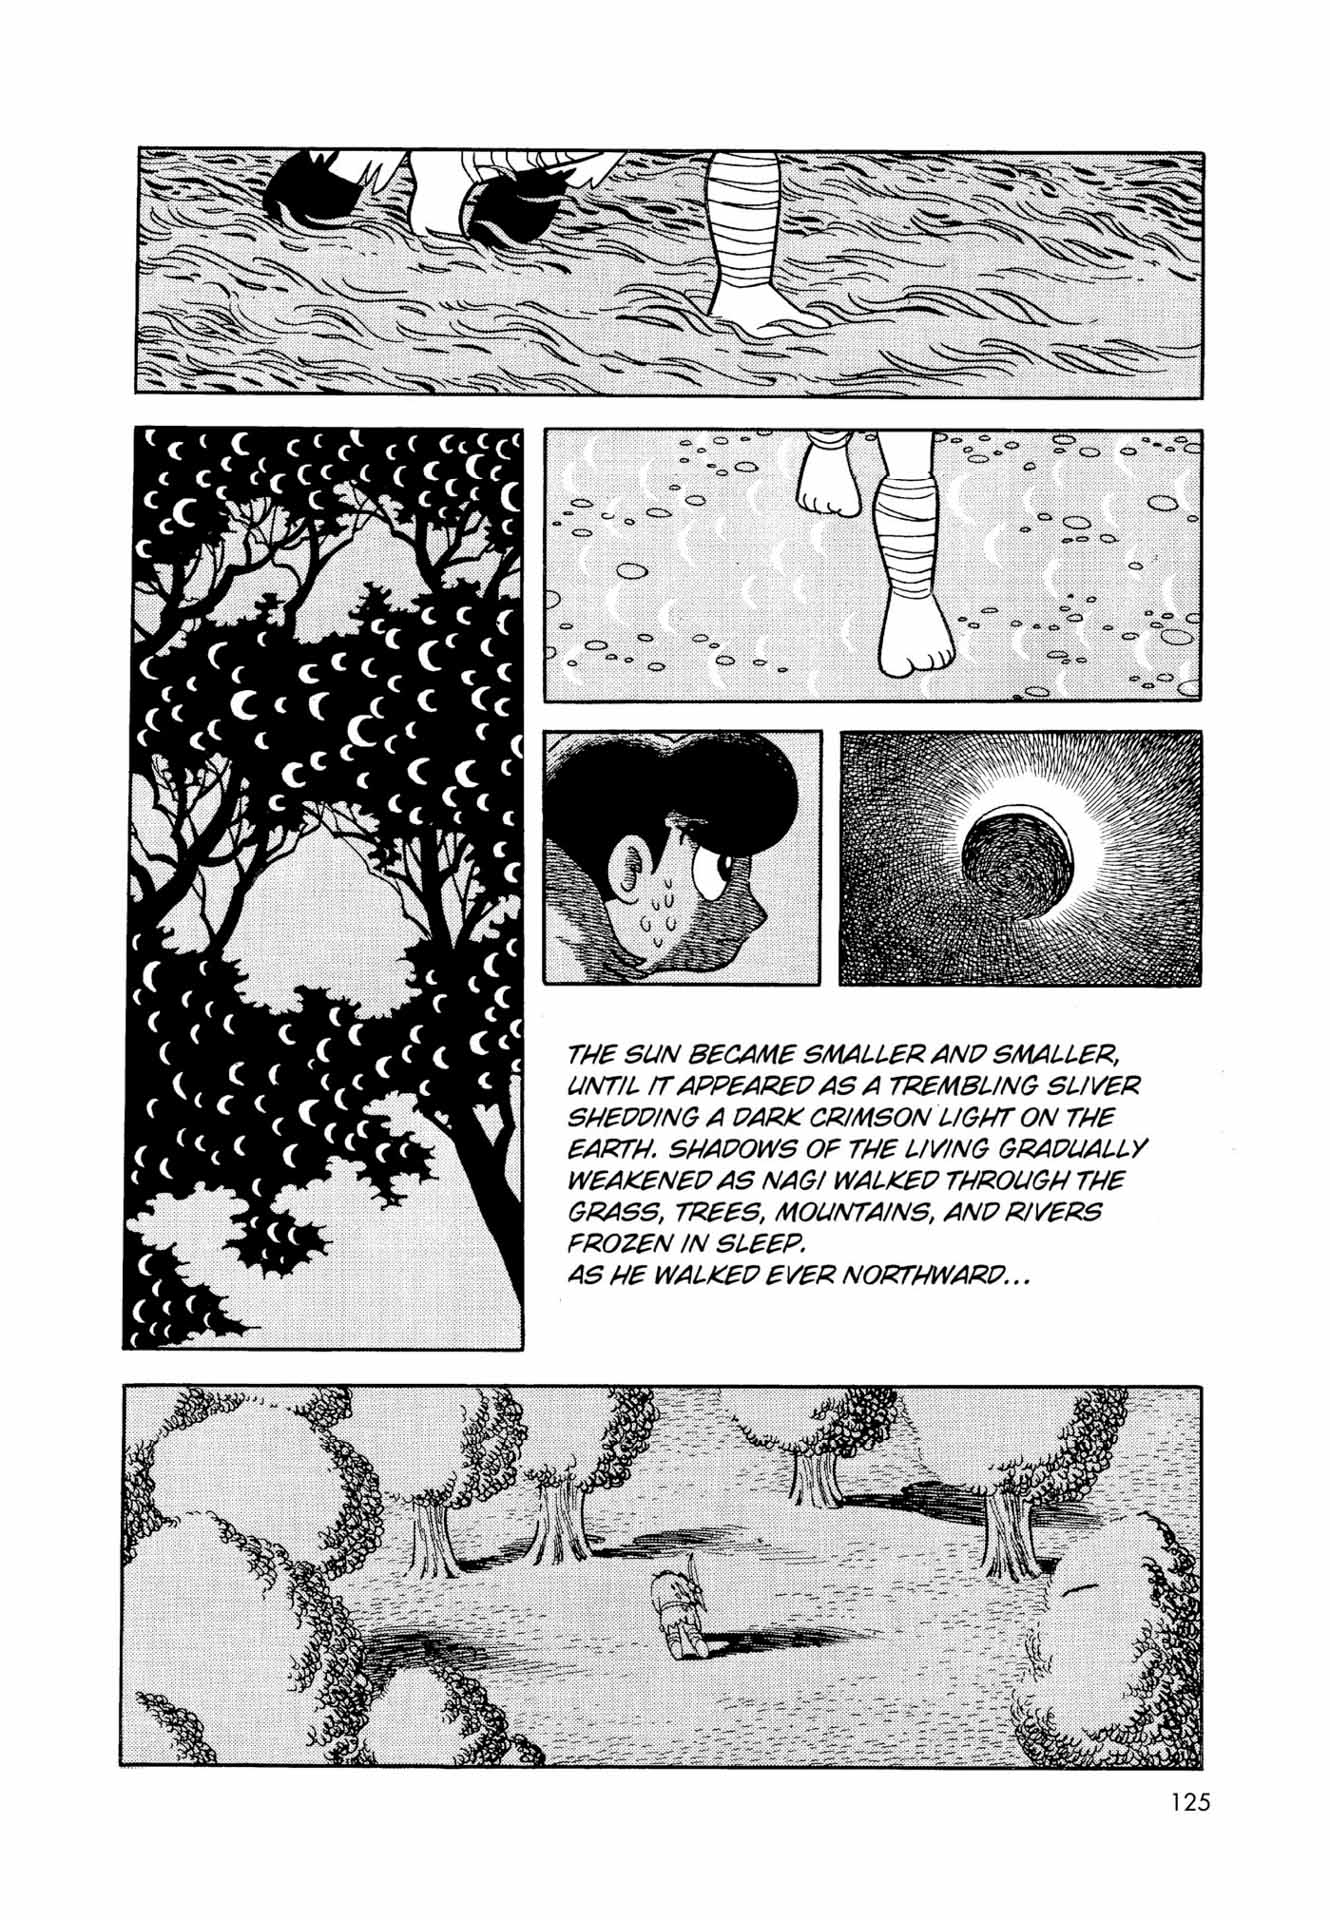 THE SUN BECAME SMALLER AND SMALLER,
UNTIL IT APPEARED AS A TREMBLING SLIVER
SHEDDING A DARK CRIMSON LIGHT ON THE
EARTH. SHADOWS OF THE LIVING GRADUALLY
WEAKENED AS NAGI WALKED THROUGH THE
GRASS, TREES, MOUNTAINS, AND RIVERS
FROZEN IN SLEEP.
AS HE WALKED EVER NORTHWARD...
125